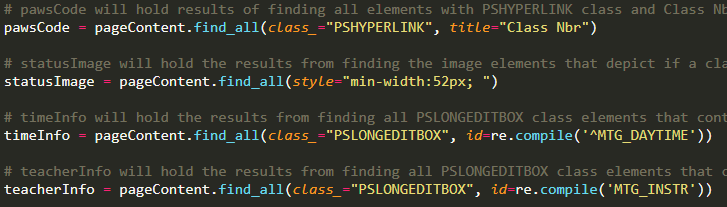 # pawsCode will hold results of finding all elements with PSHYPERLINK class and Class Nb
pawsCode = pageContent.find_all(class_="PSHYPERLINK", title="Class Nbr")
# statusImage will hold the results from finding the image elements that depict if a cla
statusImage = pageContent.find_all(style="min-width:52px; ")
# timeInfo will hold the results from finding all PSLONGEDITBOX class elements that cont
timeInfo = pageContent.find_all(class_="PSLONGEDITBOX", id=re.compile('^MTG_DAYTIME'))
# teacherInfo will hold the results from finding all PSLONGEDITBOX class elements that c
teacherInfo = pageContent.find_all(class_="PSLONGEDITBOX", id=re.compile('MTG_INSTR'))